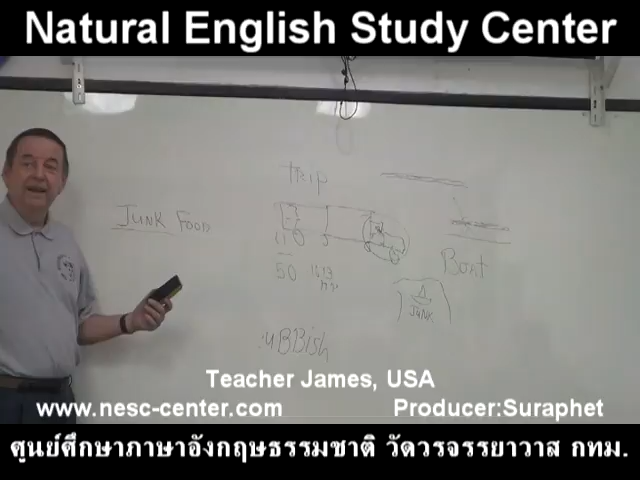 Natural English Study Center
trip
JUNK FOOD
50
Boat
JUNK
uBBish
Teacher James, USA
www.nesc-center.com Producer:Suraphet
ศูนย์ศึกษาภาษาอังกฤษธรรมชาติ วัดวรจรรยาวาส กทม.